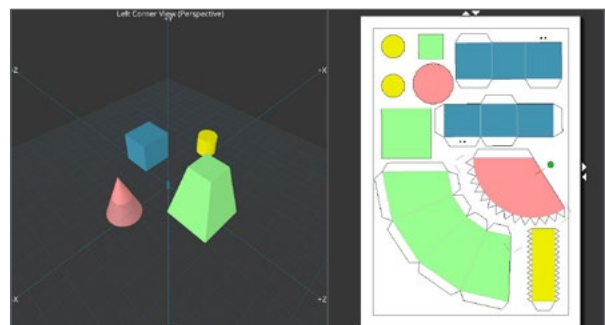 Left Corner View (Perspective)
+Y
-Z
-X
-X
+Z